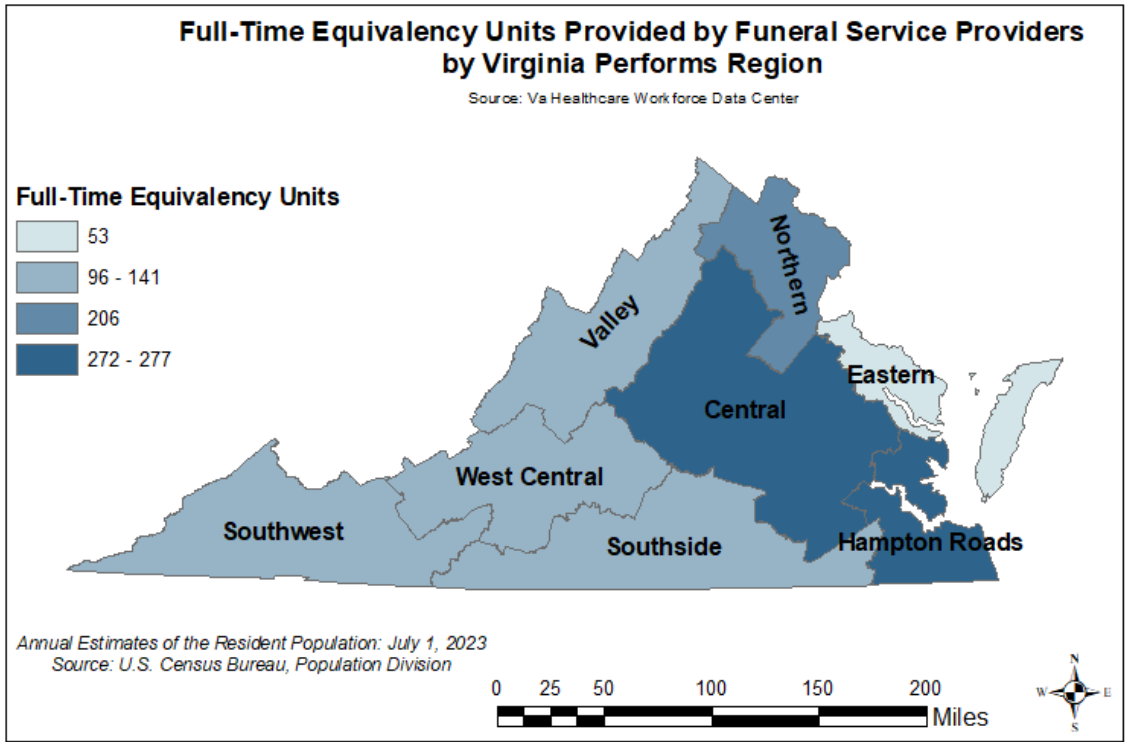 Full-Time Equivalency Units Provided by Funeral Service Providers
by Virginia Performs Region
Source: Va Healthcare Workforce Data Center
Full-Time Equivalency Units
53
96 - 141
206
272 - 277
Northern
Valley
Eastern
Central
West Central
Southwest
Southside
Hampton Roads
Annual Estimates of the Resident Population: July 1, 2023
Source: U.S. Census Bureau, Population Division
0 25 50 100 150 200
Miles
N
W E
S